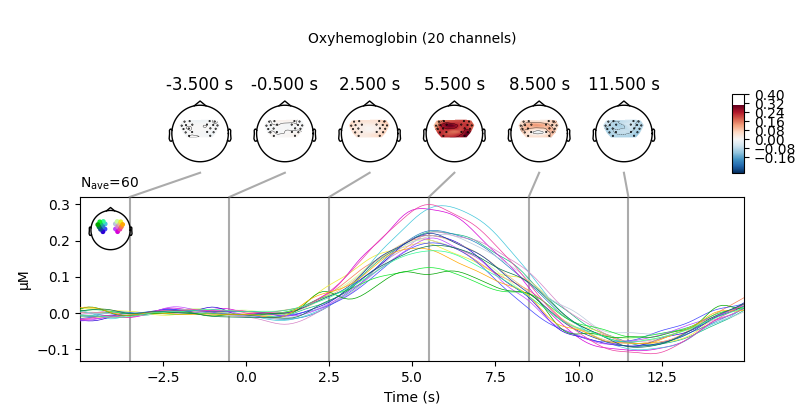 Oxyhemoglobin (20 channels)
-3.500 s -0.500 s 2.500 s 5.500 s 8.500 s 11.500 s
0.40
0.32
0.24
0.16
0.08
0.00
−0.08
−0.16
Nave=60
0.3
0.2
0.1
0.0
−0.1
µM
−2.5 0.0 2.5 5.0 7.5 10.0 12.5
Time (s)